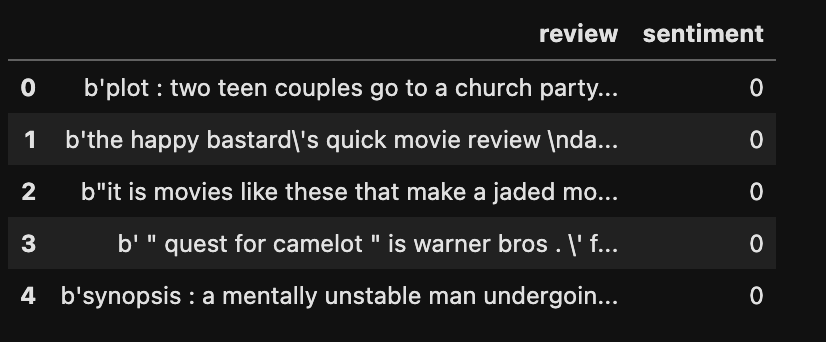 review sentiment
0 b'plot : two teen couples go to a church party... 0
1 b'the happy bastard\'s quick movie review \nda... 0
2 b"it is movies like these that make a jaded mo... 0
3 b' " quest for camelot " is warner bros . \' f... 0
4 b'synopsis : a mentally unstable man undergoin... 0